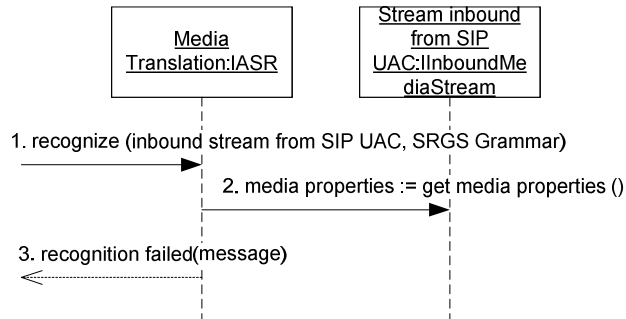 Media
Translation:IASR
Stream inbound
from SIP
UAC:IInboundMe
diaStream
1. recognize (inbound stream from SIP UAC, SRGS Grammar)
2. media properties := get media properties ()
3. recognition failed(message)